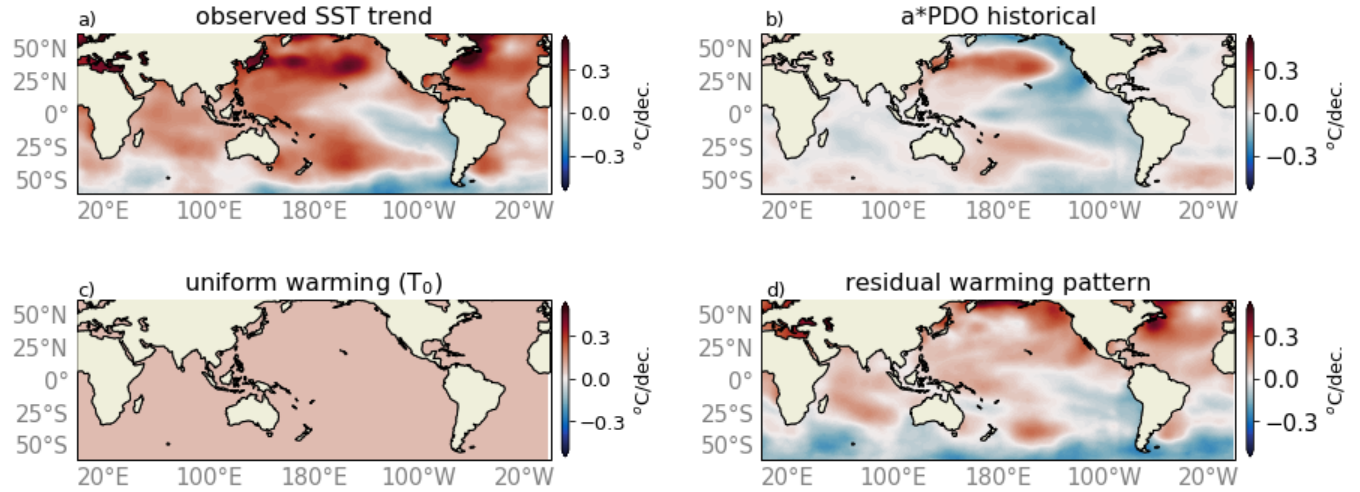 a) observed SST trend
50°N
25°N
0°
25°S
50°S
20°E 100°E 180°E 100°W 20°W
0.3
0.0
−0.3
°C/dec.
b) a*PDO historical
50°N
25°N
0°
25°S
50°S
20°E 100°E 180°E 100°W 20°W
0.3
0.0
−0.3
°C/dec.
c) uniform warming (T₀)
50°N
25°N
0°
25°S
50°S
20°E 100°E 180°E 100°W 20°W
0.3
0.0
−0.3
°C/dec.
d) residual warming pattern
50°N
25°N
0°
25°S
50°S
20°E 100°E 180°E 100°W 20°W
0.3
0.0
−0.3
°C/dec.